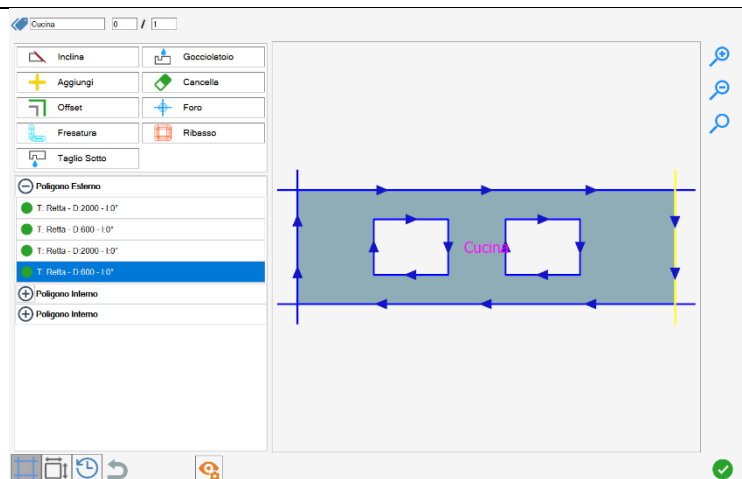 Cucina 0 / 1
Inclina Gocciolatoio
Aggiungi Cancella
Offset Foro
Fresatura Ribasso
Taglio Sotto
Poligono Esterno
T: Retta - D:2000 - I:0°
T: Retta - D:600 - I:0°
T: Retta - D:2000 - I:0°
T: Retta - D:600 - I:0°
Poligono Interno
Poligono Interno
Cucina